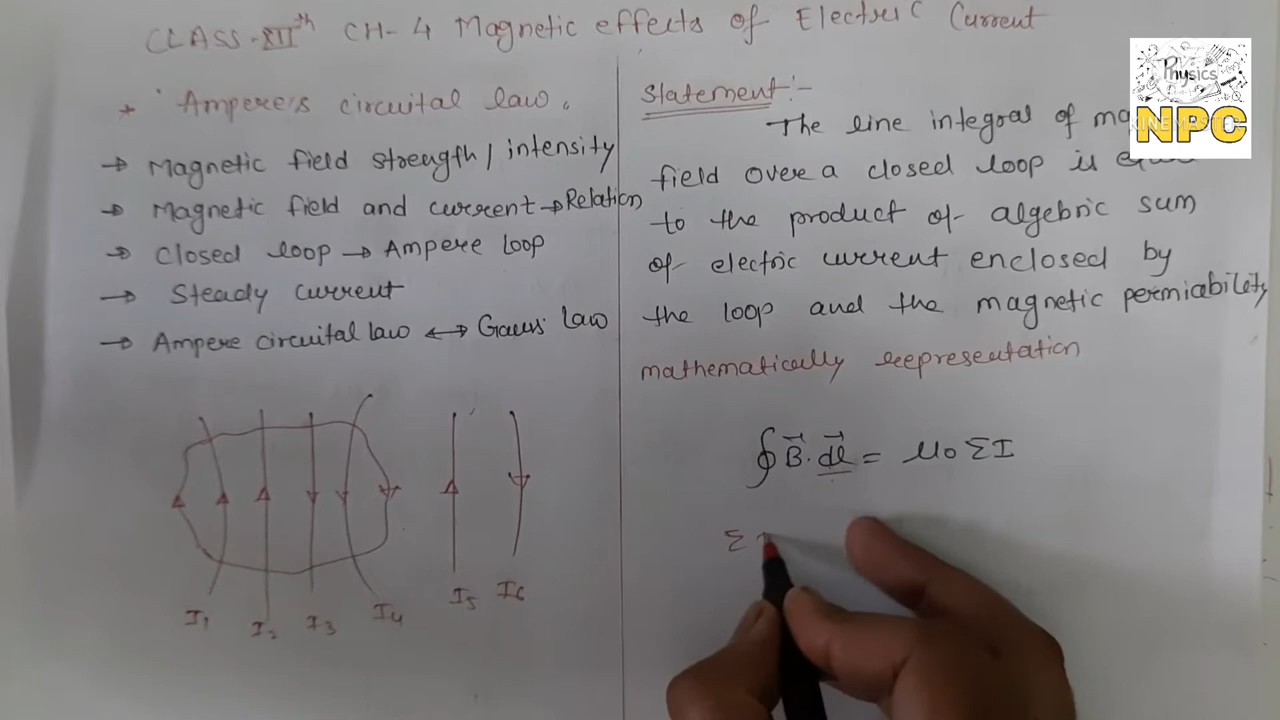 CLASS-XIIth CH-4 Magnetic effects of Electric Current
* Ampere's circuital law.
→ Magnetic field strength/intensity
→ Magnetic field and current → Relation
→ Closed loop → Ampere loop
→ Steady current
→ Ampere circuital law ↔ Gauss law
I1 I2 I3 I4 I5 I6
Statement:-
The line integral of
field over a closed loop is
to the product of algebric sum
of electric current enclosed by
the loop and the magnetic permiability
mathematically representation
∮ B⃗. dl⃗ = μ0 ΣI
Σ
Physics
NPC